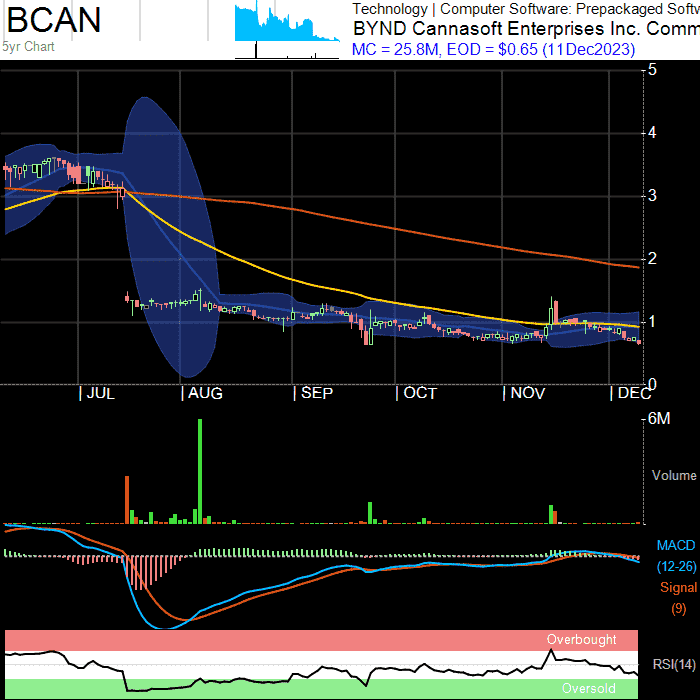 BCAN
5yr Chart
Technology | Computer Software: Prepackaged Softw
BYND Cannasoft Enterprises Inc. Comm
MC = 25.8M, EOD = $0.65 (11Dec2023)
5
4
3
2
1
0
JUL
AUG
SEP
OCT
NOV
DEC
6M
Volume
MACD
(12-26)
Signal
(9)
Overbought
RSI(14)
Oversold